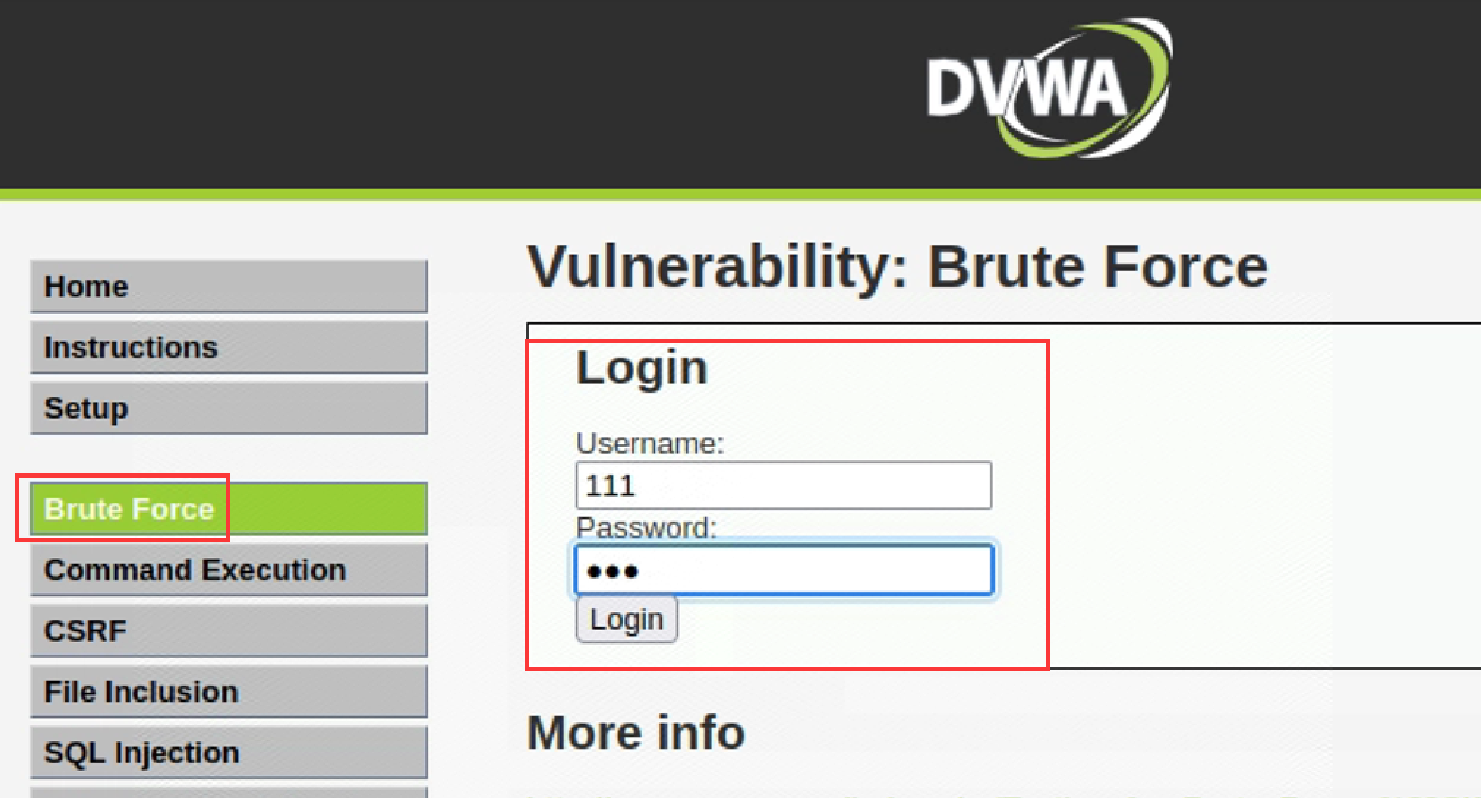 DVWA
Home
Instructions
Setup
Brute Force
Command Execution
CSRF
File Inclusion
SQL Injection
Vulnerability: Brute Force
Login
Username:
111
Password:
•••
Login
More info